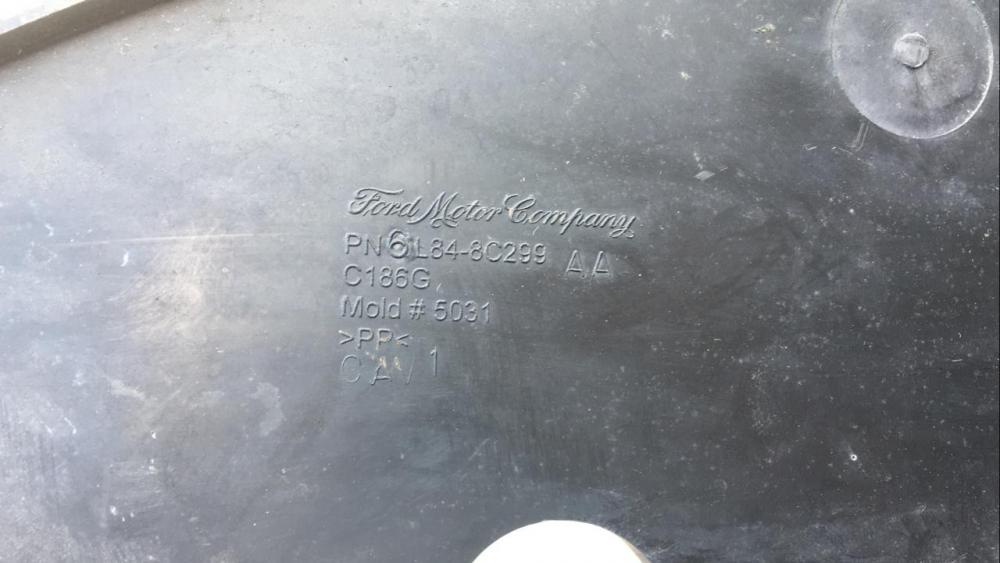 Ford Motor Company
PN 6L84-8C299 AA
C186G
Mold # 5031
>PP<
CAV 1